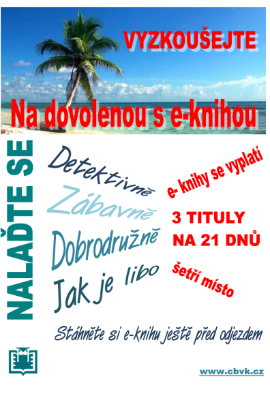 VYZKOUŠEJTE
Na dovolenou s e-knihou
NALAĎTE SE
Detektivně
Zábavně
Dobrodružně
Jak je libo
e- knihy se vyplatí
3 TITULY
NA 21 DNŮ
šetří místo
Stáhněte si e-knihu ještě před odjezdem
www.cbvk.cz